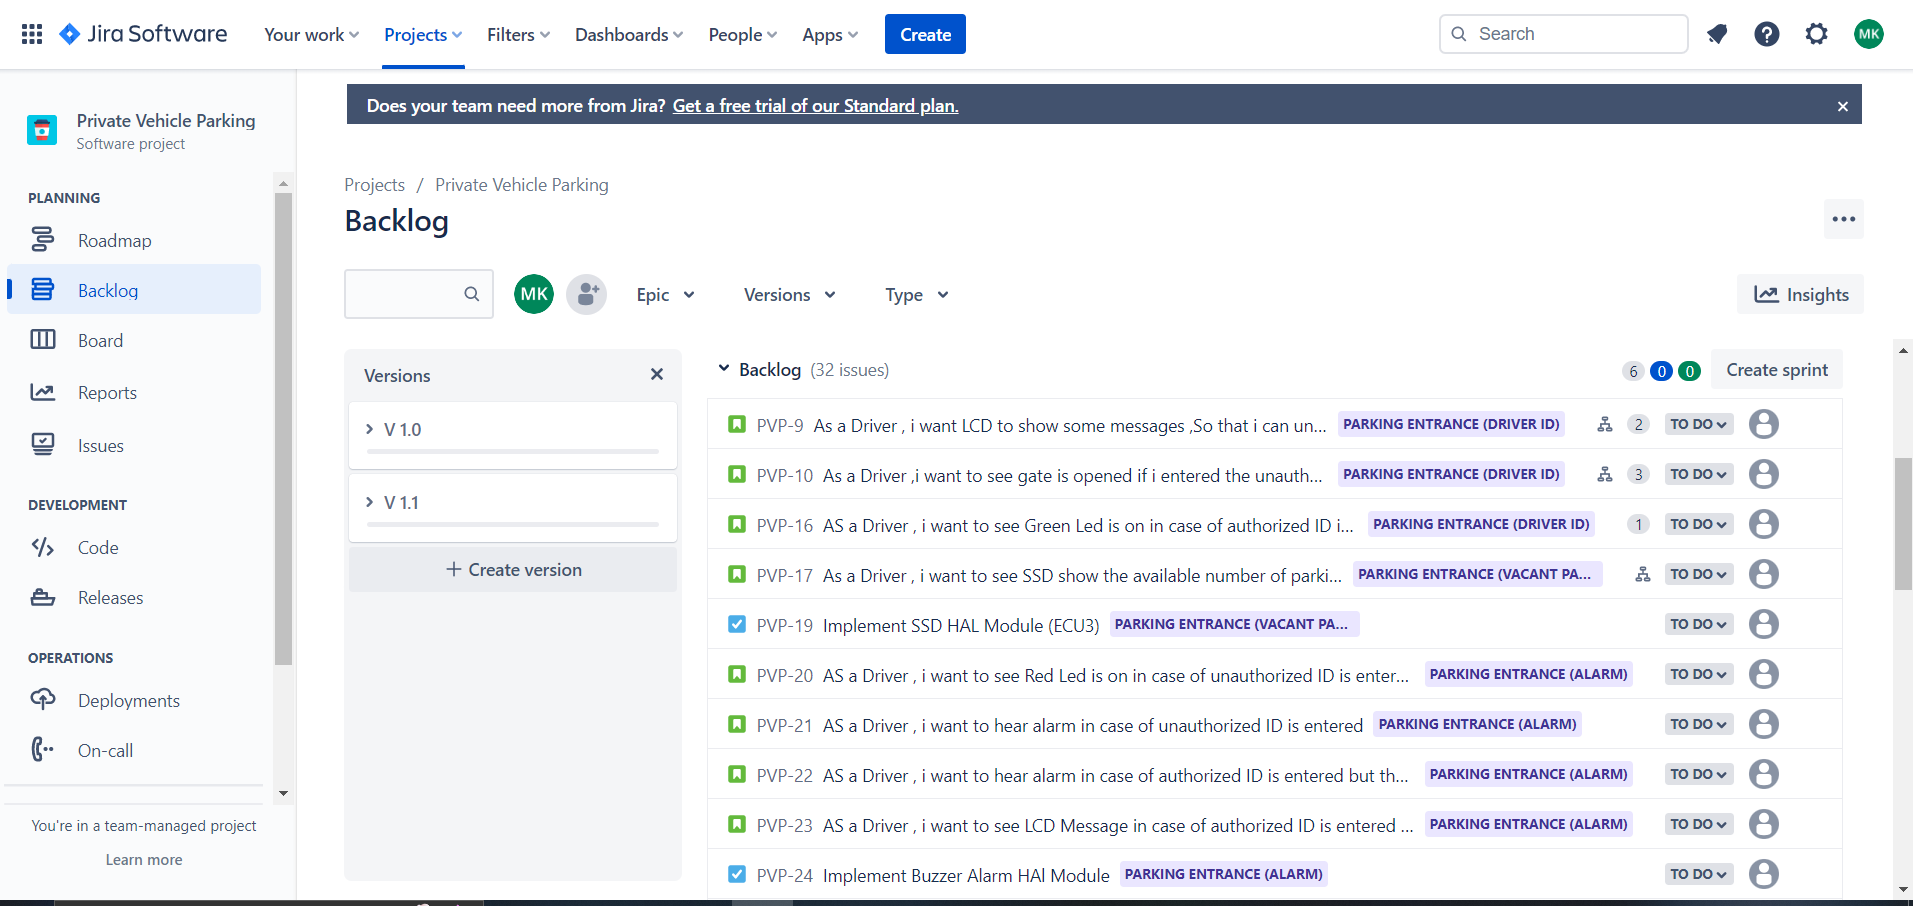 Jira Software
Your work
Projects
Filters
Dashboards
People
Apps
Create
Search
MK
Private Vehicle Parking
Software project
PLANNING
Roadmap
Backlog
Board
Reports
Issues
DEVELOPMENT
Code
Releases
OPERATIONS
Deployments
On-call
You're in a team-managed project
Learn more
Does your team need more from Jira? Get a free trial of our Standard plan.
Projects / Private Vehicle Parking
Backlog
MK
Epic
Versions
Type
Insights
Versions
V 1.0
V 1.1
+ Create version
Backlog (32 issues) 6 0 0 Create sprint
PVP-9 As a Driver , i want LCD to show some messages ,So that i can un... PARKING ENTRANCE (DRIVER ID) 2 TO DO
PVP-10 As a Driver ,i want to see gate is opened if i entered the unauth... PARKING ENTRANCE (DRIVER ID) 3 TO DO
PVP-16 AS a Driver , i want to see Green Led is on in case of authorized ID i... PARKING ENTRANCE (DRIVER ID) 1 TO DO
PVP-17 As a Driver , i want to see SSD show the available number of parki... PARKING ENTRANCE (VACANT PA... TO DO
PVP-19 Implement SSD HAL Module (ECU3) PARKING ENTRANCE (VACANT PA... TO DO
PVP-20 AS a Driver , i want to see Red Led is on in case of unauthorized ID is enter... PARKING ENTRANCE (ALARM) TO DO
PVP-21 AS a Driver , i want to hear alarm in case of unauthorized ID is entered PARKING ENTRANCE (ALARM) TO DO
PVP-22 AS a Driver , i want to hear alarm in case of authorized ID is entered but th... PARKING ENTRANCE (ALARM) TO DO
PVP-23 AS a Driver , i want to see LCD Message in case of authorized ID is entered ... PARKING ENTRANCE (ALARM) TO DO
PVP-24 Implement Buzzer Alarm HAl Module PARKING ENTRANCE (ALARM) TO DO